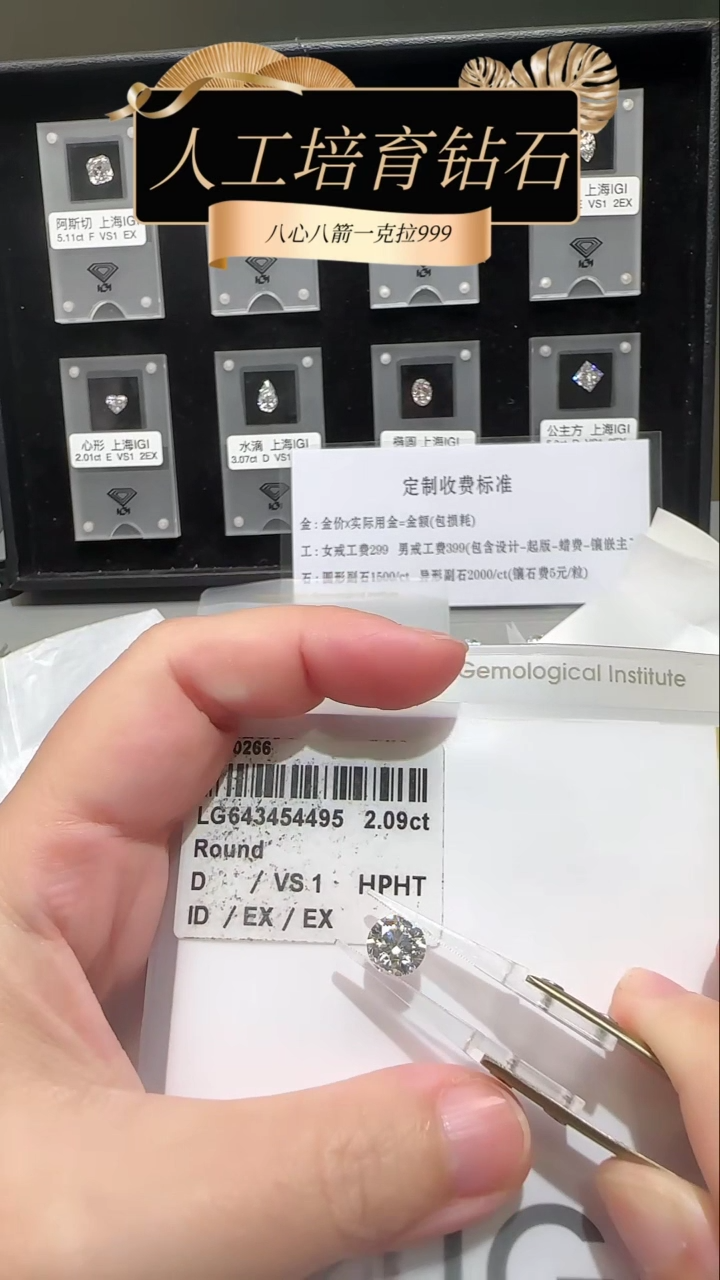 人工培育钻石
八心八箭一克拉999
阿斯切 上海IGI
5.11ct F VS1 EX
上海IGI
VS1 2EX
心形 上海IGI
2.01ct E VS1 2EX
水滴 上海IGI
3.07ct D VS1
椭圆 上海IGI
公主方 上海IGI
定制收费标准
金:金价x实际用金=金额(包损耗)
工:女戒工费299 男戒工费399(包含设计-起版-蜡费-镶嵌主
石:圆形副石1500/ct 异形副石2000/ct(镶石费5元/粒)
Gemological Institute
0266
LG643454495 2.09ct
Round
D / VS 1 HPHT
ID / EX / EX